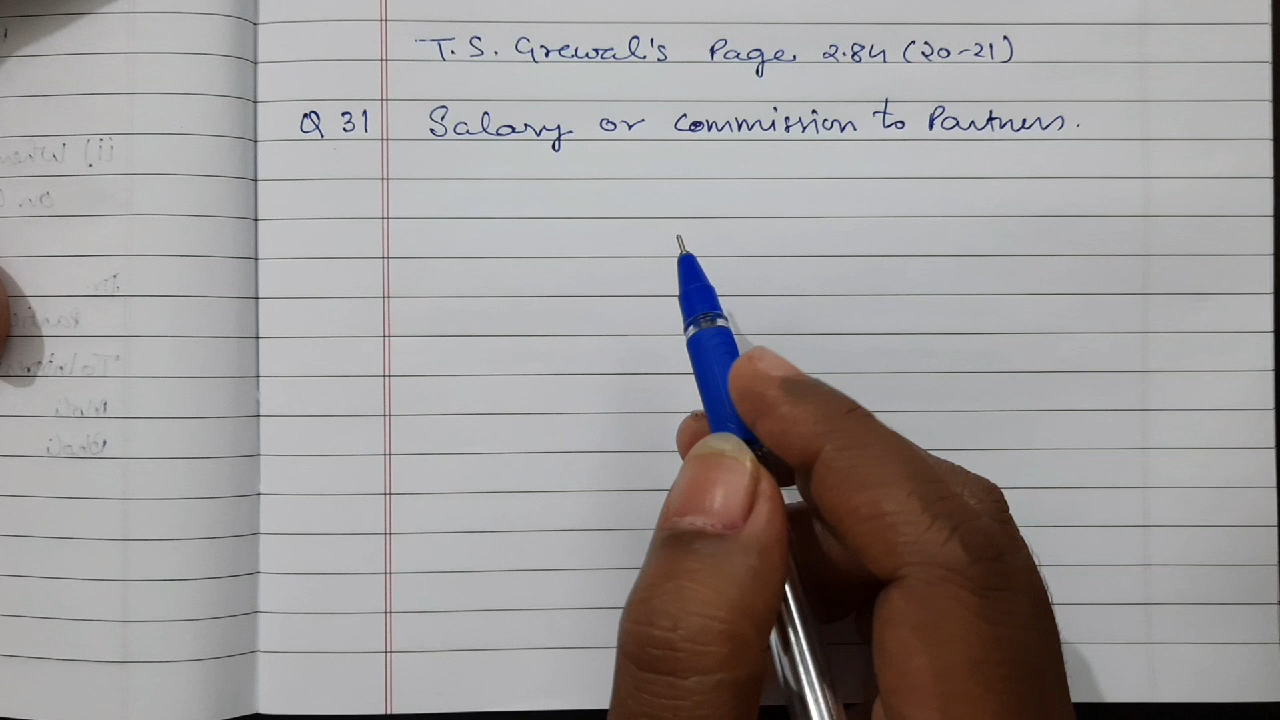 T. S. Grewal's Page 2.84 (20-21)
Q 31 Salary or commission to Partners.